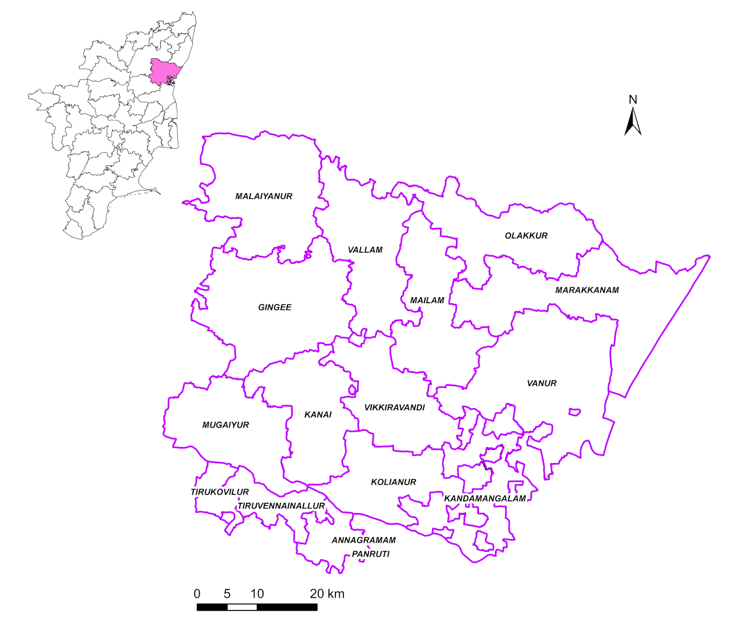 N
MALAIYANUR
OLAKKUR
VALLAM
MARAKKANAM
MAILAM
GINGEE
VANUR
VIKKIRAVANDI
KANAI
MUGAIYUR
KOLIANUR
TIRUKOVILUR
KANDAMANGALAM
TIRUVENNAINALLUR
ANNAGRAMAM
PANRUTI
0 5 10 20 km